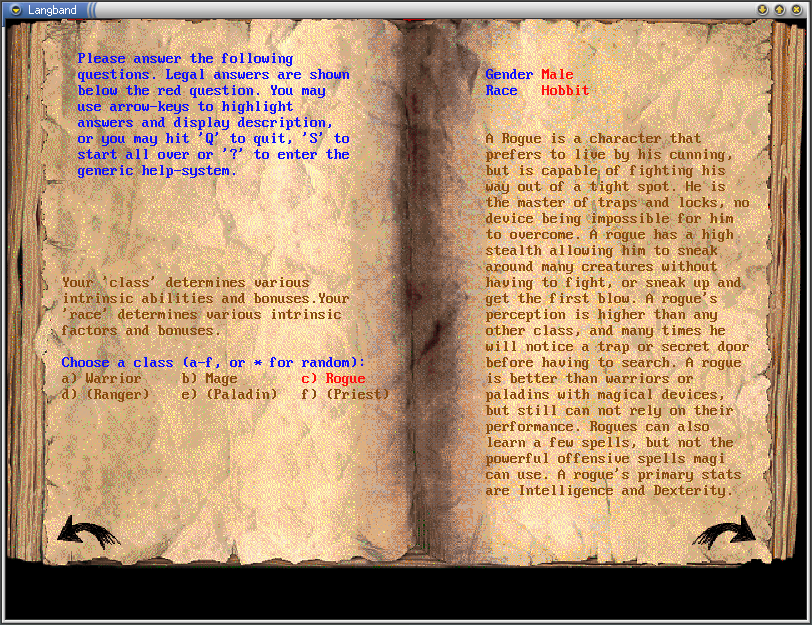 Langband
Please answer the following
questions. Legal answers are shown
below the red question. You may
use arrow-keys to highlight
answers and display description,
or you may hit 'Q' to quit, 'S' to
start all over or '?' to enter the
generic help-system.
Your 'class' determines various
intrinsic abilities and bonuses.Your
'race' determines various intrinsic
factors and bonuses.
Choose a class (a-f, or * for random):
a) Warrior b) Mage c) Rogue
d) (Ranger) e) (Paladin) f) (Priest)
Gender Male
Race Hobbit
A Rogue is a character that
prefers to live by his cunning,
but is capable of fighting his
way out of a tight spot. He is
the master of traps and locks, no
device being impossible for him
to overcome. A rogue has a high
stealth allowing him to sneak
around many creatures without
having to fight, or sneak up and
get the first blow. A rogue's
perception is higher than any
other class, and many times he
will notice a trap or secret door
before having to search. A rogue
is better than warriors or
paladins with magical devices,
but still can not rely on their
performance. Rogues can also
learn a few spells, but not the
powerful offensive spells magi
can use. A rogue's primary stats
are Intelligence and Dexterity.